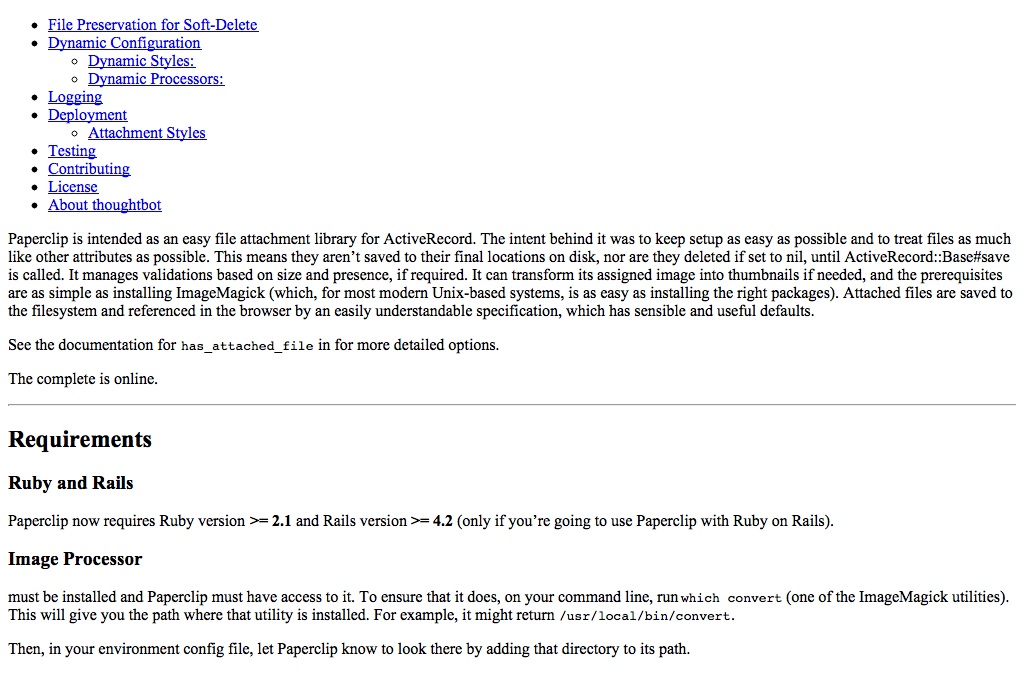 File Preservation for Soft-Delete
Dynamic Configuration
Dynamic Styles:
Dynamic Processors:
Logging
Deployment
Attachment Styles
Testing
Contributing
License
About thoughtbot
Paperclip is intended as an easy file attachment library for ActiveRecord. The intent behind it was to keep setup as easy as possible and to treat files as much
like other attributes as possible. This means they aren’t saved to their final locations on disk, nor are they deleted if set to nil, until ActiveRecord::Base#save
is called. It manages validations based on size and presence, if required. It can transform its assigned image into thumbnails if needed, and the prerequisites
are as simple as installing ImageMagick (which, for most modern Unix-based systems, is as easy as installing the right packages). Attached files are saved to
the filesystem and referenced in the browser by an easily understandable specification, which has sensible and useful defaults.
See the documentation for has_attached_file in for more detailed options.
The complete is online.
Requirements
Ruby and Rails
Paperclip now requires Ruby version >= 2.1 and Rails version >= 4.2 (only if you’re going to use Paperclip with Ruby on Rails).
Image Processor
must be installed and Paperclip must have access to it. To ensure that it does, on your command line, run which convert (one of the ImageMagick utilities).
This will give you the path where that utility is installed. For example, it might return /usr/local/bin/convert.
Then, in your environment config file, let Paperclip know to look there by adding that directory to its path.